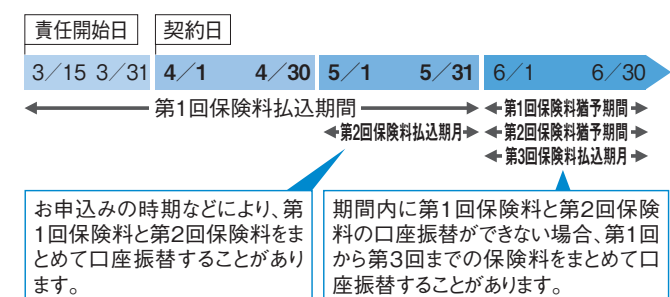 責任開始日 契約日
3/15 3/31 4/1 4/30 5/1 5/31 6/1 6/30
第1回保険料払込期間 第1回保険料猶予期間
第2回保険料払込期月 第2回保険料猶予期間
第3回保険料払込期月
お申込みの時期などにより、第
1回保険料と第2回保険料をま
とめて口座振替することがあり
ます。
期間内に第1回保険料と第2回保険
料の口座振替ができない場合、第1回
から第3回までの保険料をまとめて口
座振替することがあります。